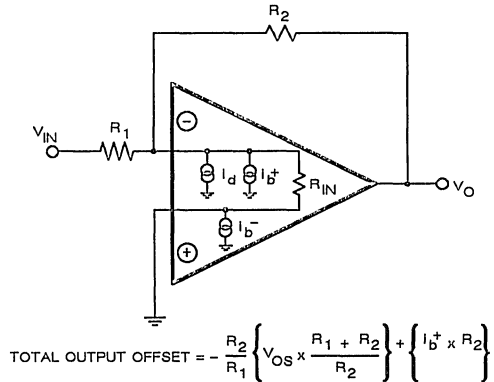 R2
VIN
R1
−
Id
Ib+
RIN
VO
Ib−
+
TOTAL OUTPUT OFFSET = − R2/R1 {VOS x R1 + R2/R2} + {Ib+ x R2}